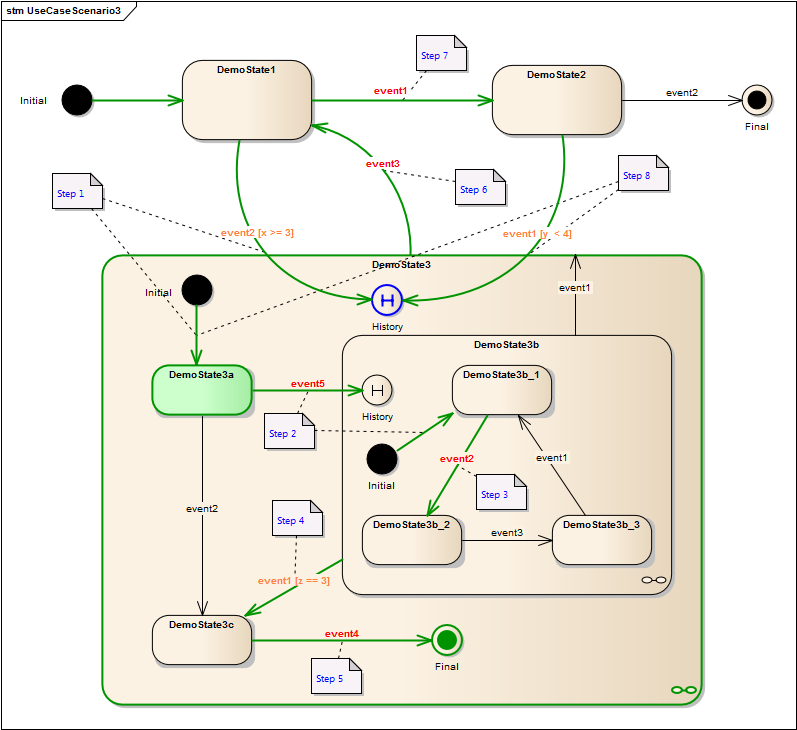 stm UseCaseScenario3
Step 7
DemoState1
DemoState2
Initial
event1
event2
Final
event3
Step 1
Step 6
Step 8
event2 [x >= 3]
event1 [y < 4]
DemoState3
Initial
event1
History
DemoState3b
DemoState3a
event5
DemoState3b_1
History
Step 2
event2
event1
Initial
Step 3
event2
Step 4
DemoState3b_2
event3
DemoState3b_3
event1 [z == 3]
DemoState3c
event4
Final
Step 5